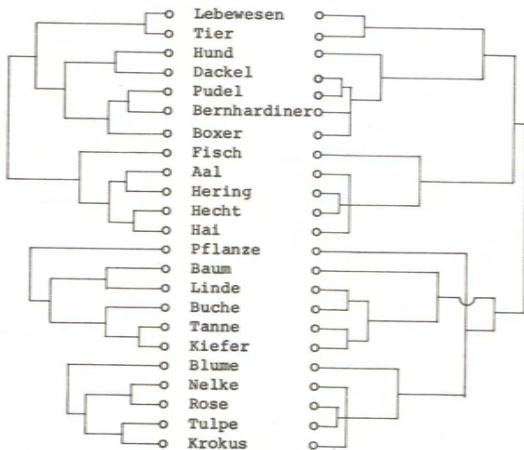 Lebewesen
Tier
Hund
Dackel
Pudel
Bernhardiner
Boxer
Fisch
Aal
Hering
Hecht
Hai
Pflanze
Baum
Linde
Buche
Tanne
Kiefer
Blume
Nelke
Rose
Tulpe
Krokus